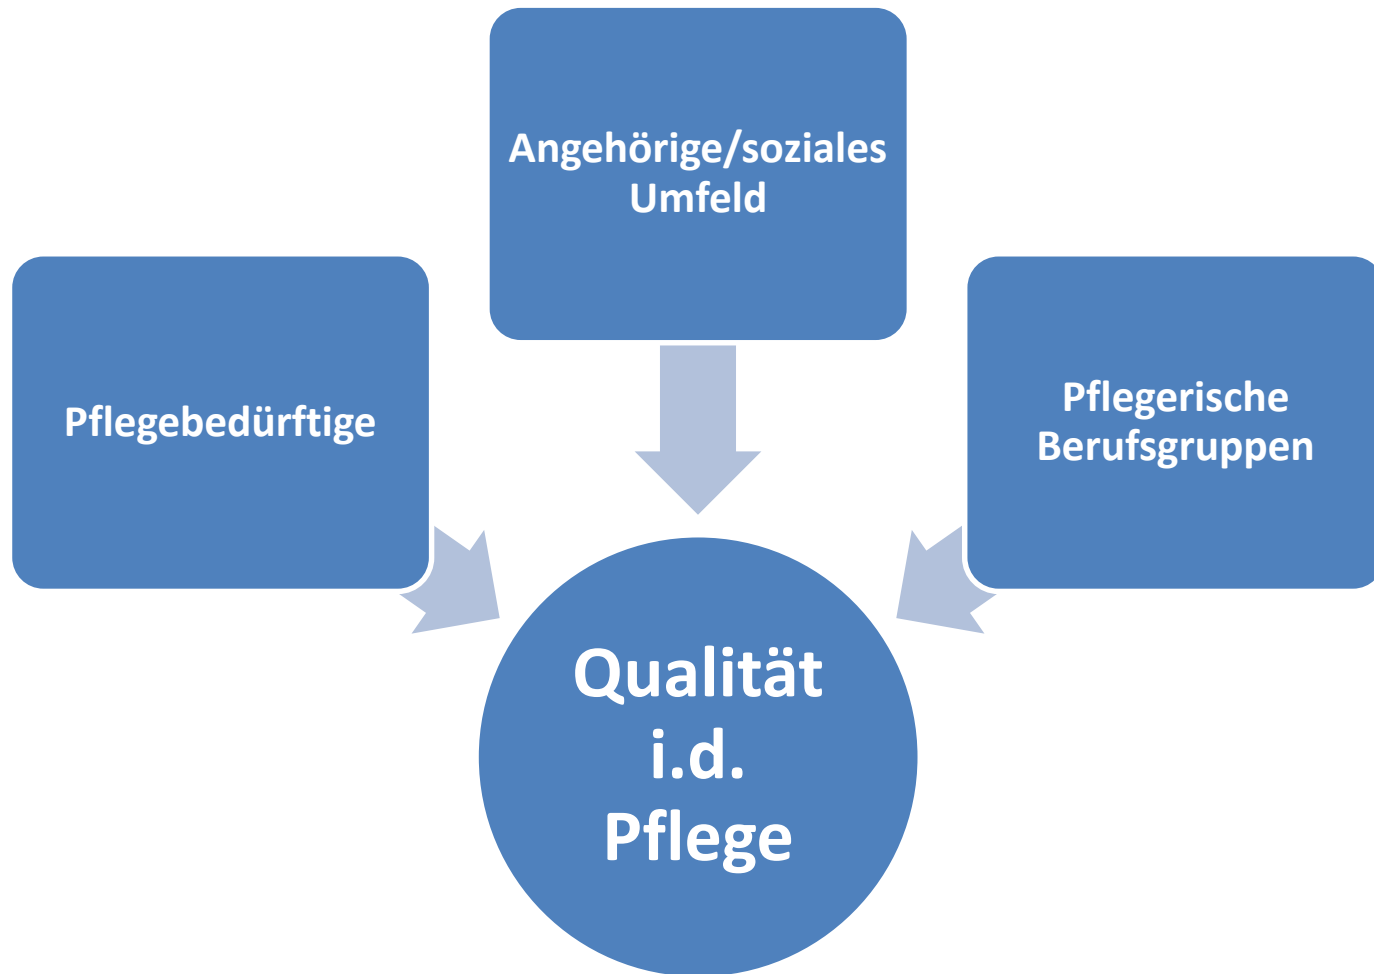 Angehörige/soziales
Umfeld
Pflegebedürftige
Pflegerische
Berufsgruppen
Qualität
i.d.
Pflege